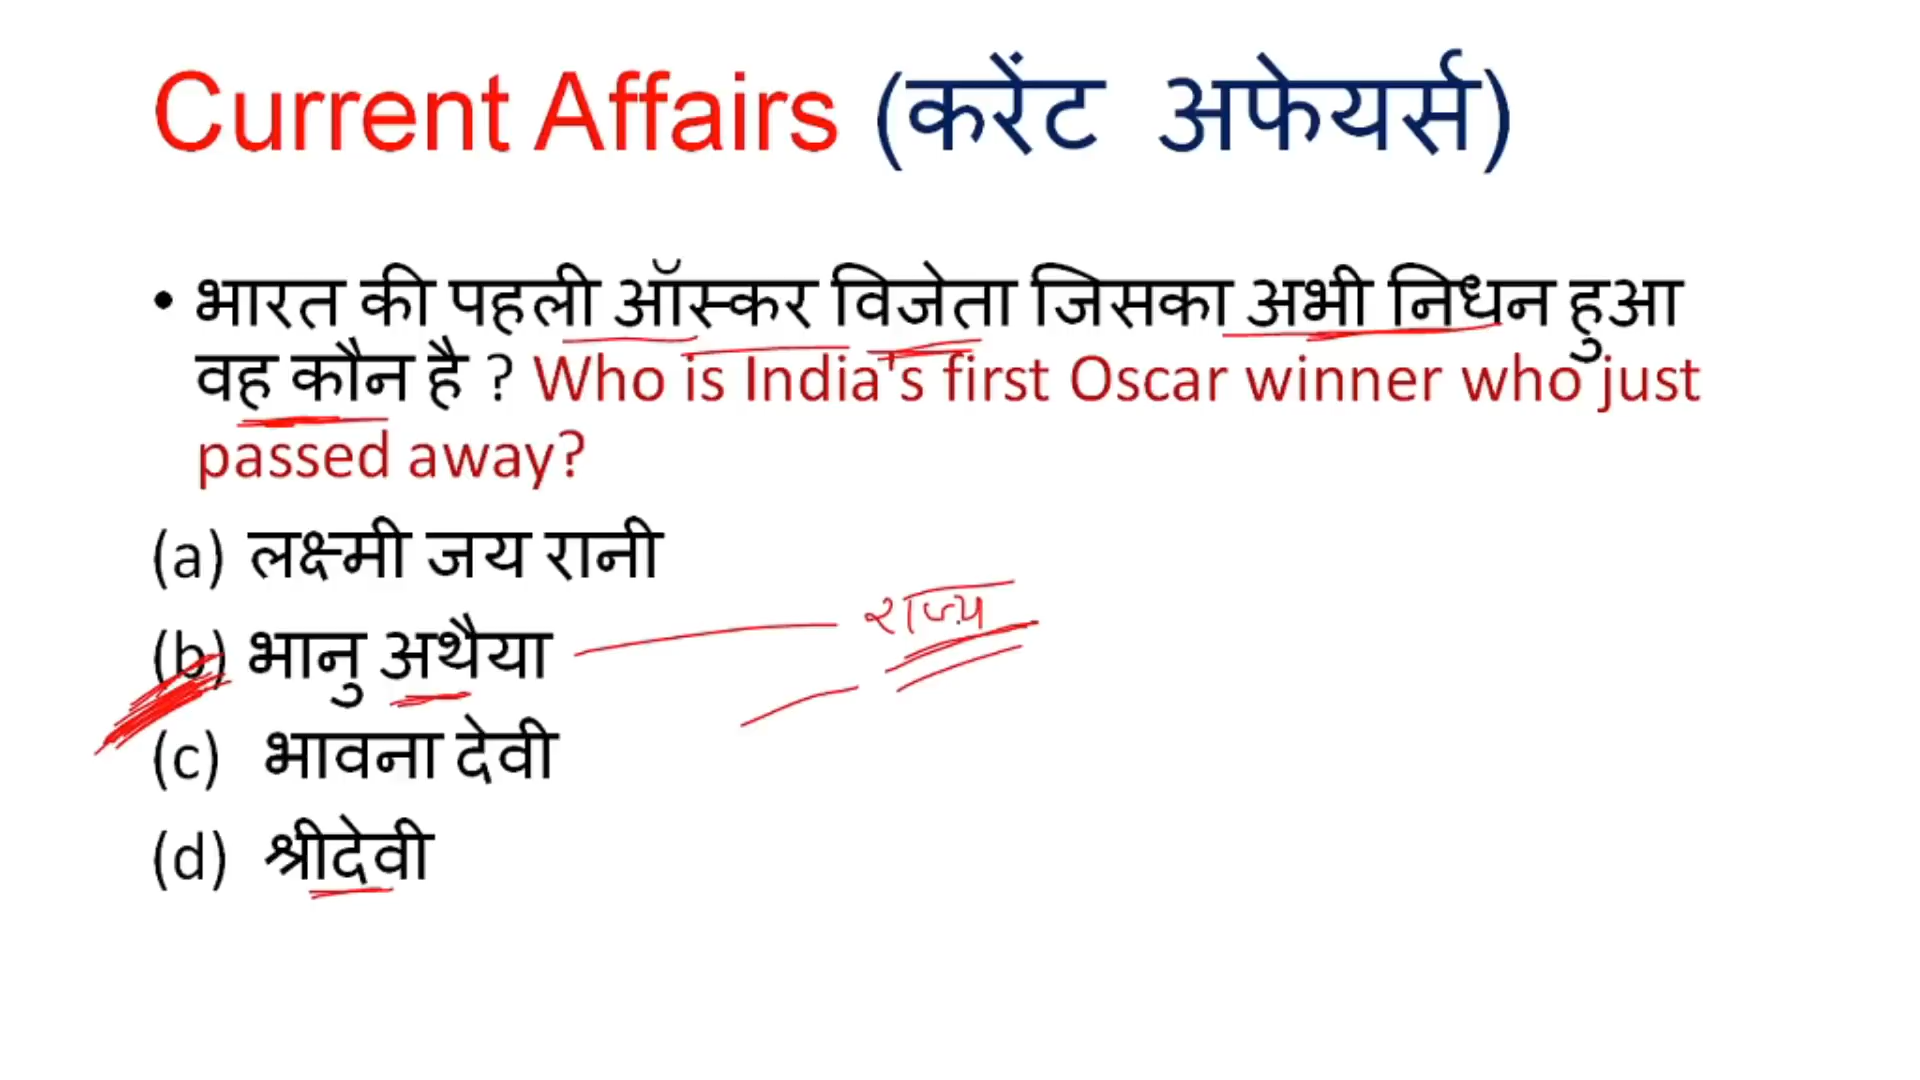 Current Affairs (करेंट अफेयर्स)
• भारत की पहली ऑस्कर विजेता जिसका अभी निधन हुआ
वह कौन है ? Who is India's first Oscar winner who just
passed away?
(a) लक्ष्मी जय रानी
राज्य
(b) भानु अथैया
(c) भावना देवी
(d) श्रीदेवी